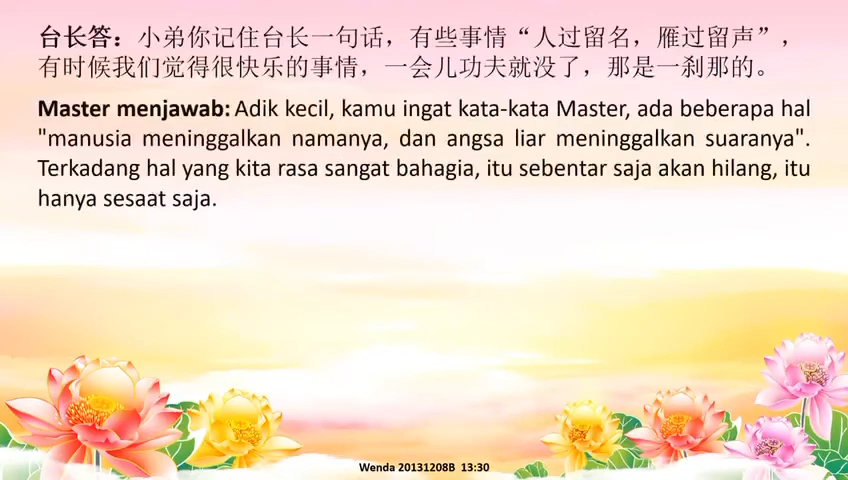 台长答：小弟你记住台长一句话，有些事情“人过留名，雁过留声”，
有时候我们觉得很快乐的事情，一会儿功夫就没了，那是一刹那的。
Master menjawab: Adik kecil, kamu ingat kata-kata Master, ada beberapa hal
"manusia meninggalkan namanya, dan angsa liar meninggalkan suaranya".
Terkadang hal yang kita rasa sangat bahagia, itu sebentar saja akan hilang, itu
hanya sesaat saja.
Wenda 20131208B 13:30